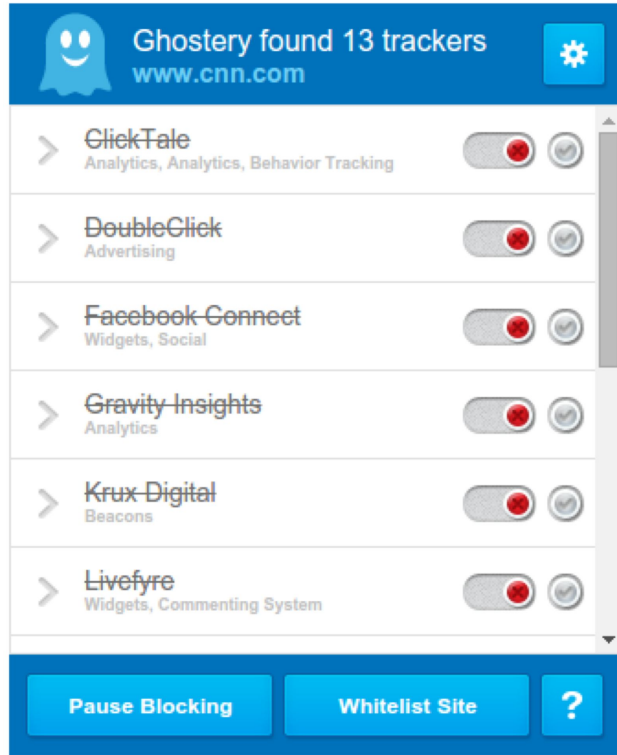 Ghostery found 13 trackers
www.cnn.com
ClickTale
Analytics, Analytics, Behavior Tracking
DoubleClick
Advertising
Facebook Connect
Widgets, Social
Gravity Insights
Analytics
Krux Digital
Beacons
Livefyre
Widgets, Commenting System
Pause Blocking
Whitelist Site
?